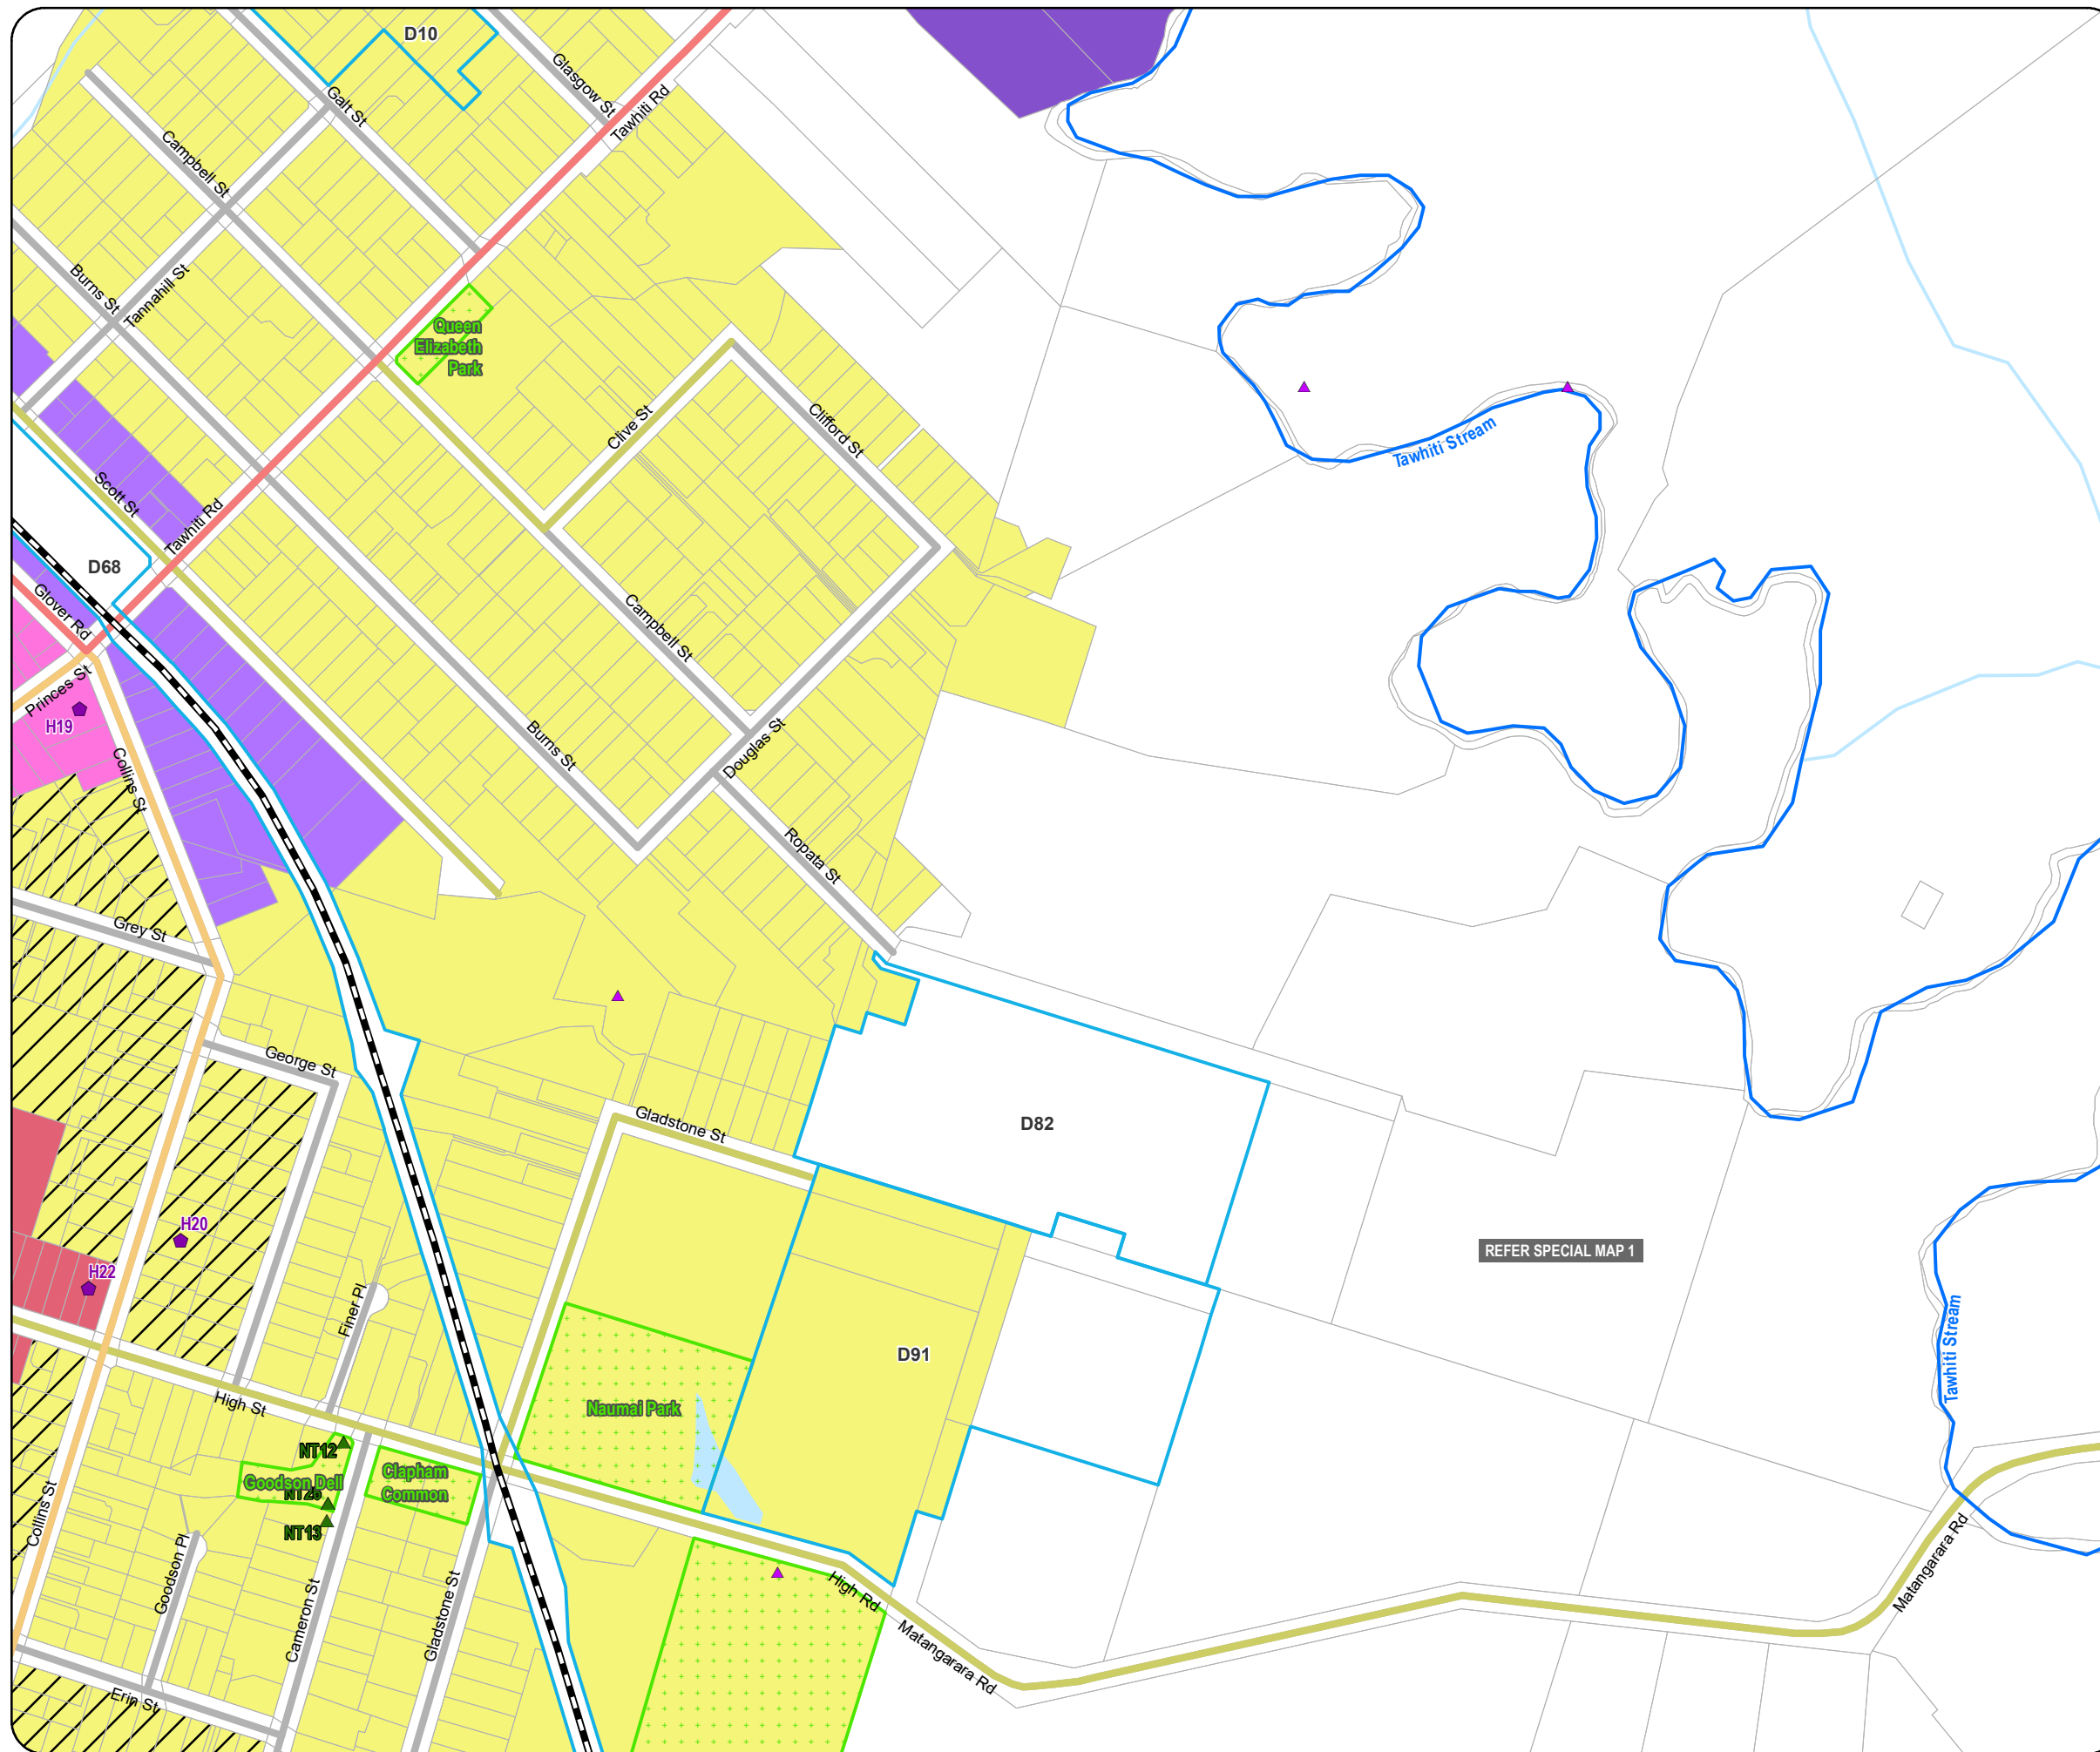 D10
Glasgow St
Tawhiti Rd
Galt St
Campbell St
Burns St
Tannahill St
Queen
Elizabeth
Park
Clive St
Clifford St
Tawhiti Stream
Scott St
Tawhiti Rd
D68
Glover Rd
Campbell St
Princes St
H19
Collins St
Burns St
Douglas St
Ropata St
Grey St
George St
Gladstone St
D82
H20
REFER SPECIAL MAP 1
H22
Finer Pl
D91
Tawhiti Stream
High St
Naumai Park
NT12
Goodson Dell
Clapham
Common
NT13
Collins St
Goodson Pl
Cameron St
Gladstone St
High Rd
Matangarara Rd
Matangarara Rd
Erin St